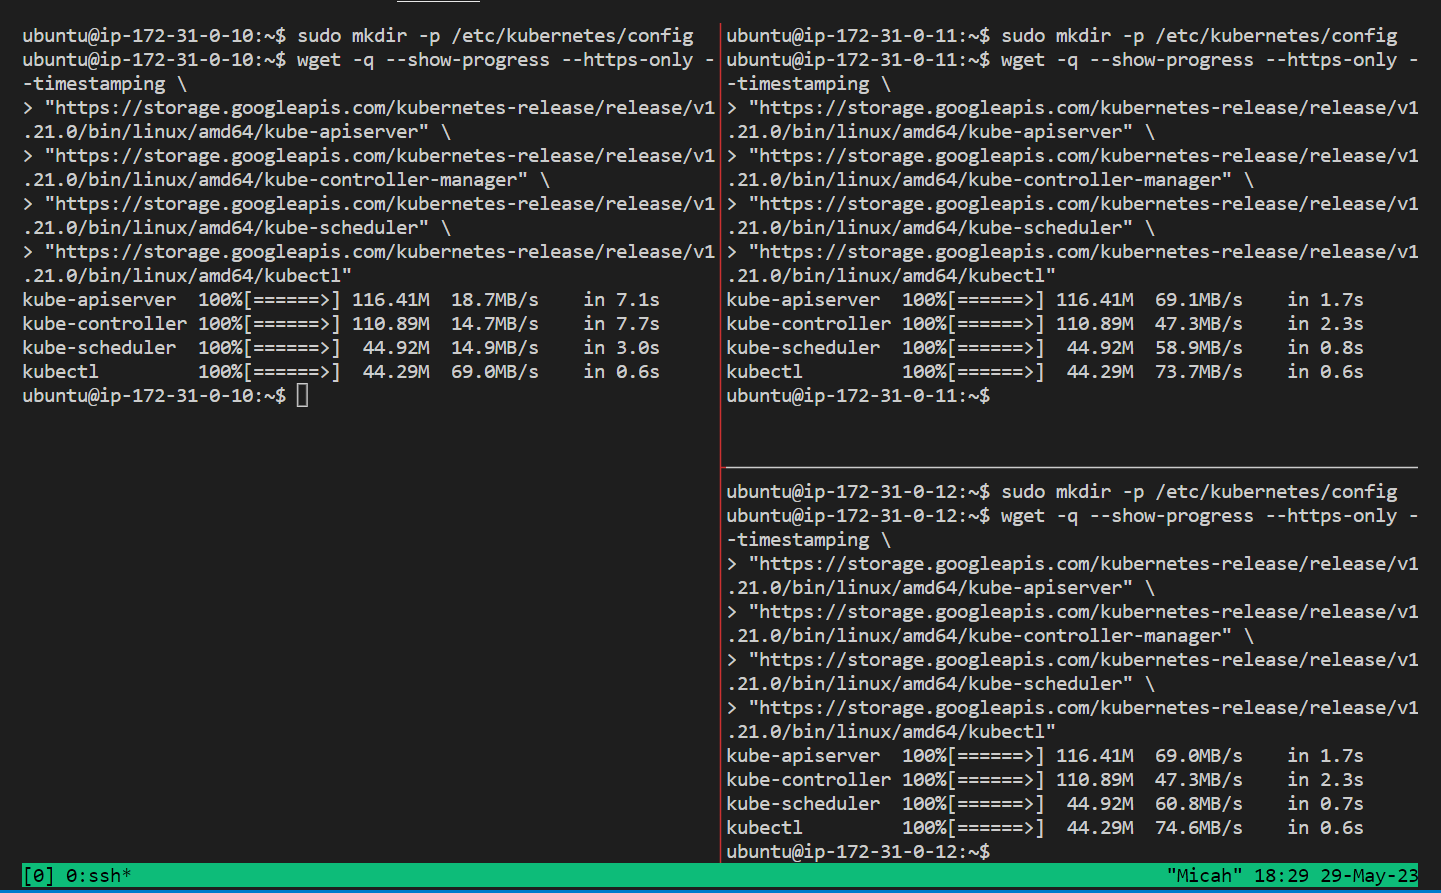 ubuntu@ip-172-31-0-10:~$ sudo mkdir -p /etc/kubernetes/config
ubuntu@ip-172-31-0-10:~$ wget -q --show-progress --https-only -
-timestamping \
> "https://storage.googleapis.com/kubernetes-release/release/v1
.21.0/bin/linux/amd64/kube-apiserver" \
> "https://storage.googleapis.com/kubernetes-release/release/v1
.21.0/bin/linux/amd64/kube-controller-manager" \
> "https://storage.googleapis.com/kubernetes-release/release/v1
.21.0/bin/linux/amd64/kube-scheduler" \
> "https://storage.googleapis.com/kubernetes-release/release/v1
.21.0/bin/linux/amd64/kubectl"
kube-apiserver  100%[======>] 116.41M  18.7MB/s    in 7.1s
kube-controller 100%[======>] 110.89M  14.7MB/s    in 7.7s
kube-scheduler  100%[======>]  44.92M  14.9MB/s    in 3.0s
kubectl         100%[======>]  44.29M  69.0MB/s    in 0.6s
ubuntu@ip-172-31-0-10:~$
ubuntu@ip-172-31-0-11:~$ sudo mkdir -p /etc/kubernetes/config
ubuntu@ip-172-31-0-11:~$ wget -q --show-progress --https-only -
-timestamping \
> "https://storage.googleapis.com/kubernetes-release/release/v1
.21.0/bin/linux/amd64/kube-apiserver" \
> "https://storage.googleapis.com/kubernetes-release/release/v1
.21.0/bin/linux/amd64/kube-controller-manager" \
> "https://storage.googleapis.com/kubernetes-release/release/v1
.21.0/bin/linux/amd64/kube-scheduler" \
> "https://storage.googleapis.com/kubernetes-release/release/v1
.21.0/bin/linux/amd64/kubectl"
kube-apiserver  100%[======>] 116.41M  69.1MB/s    in 1.7s
kube-controller 100%[======>] 110.89M  47.3MB/s    in 2.3s
kube-scheduler  100%[======>]  44.92M  58.9MB/s    in 0.8s
kubectl         100%[======>]  44.29M  73.7MB/s    in 0.6s
ubuntu@ip-172-31-0-11:~$
ubuntu@ip-172-31-0-12:~$ sudo mkdir -p /etc/kubernetes/config
ubuntu@ip-172-31-0-12:~$ wget -q --show-progress --https-only -
-timestamping \
> "https://storage.googleapis.com/kubernetes-release/release/v1
.21.0/bin/linux/amd64/kube-apiserver" \
> "https://storage.googleapis.com/kubernetes-release/release/v1
.21.0/bin/linux/amd64/kube-controller-manager" \
> "https://storage.googleapis.com/kubernetes-release/release/v1
.21.0/bin/linux/amd64/kube-scheduler" \
> "https://storage.googleapis.com/kubernetes-release/release/v1
.21.0/bin/linux/amd64/kubectl"
kube-apiserver  100%[======>] 116.41M  69.0MB/s    in 1.7s
kube-controller 100%[======>] 110.89M  47.3MB/s    in 2.3s
kube-scheduler  100%[======>]  44.92M  60.8MB/s    in 0.7s
kubectl         100%[======>]  44.29M  74.6MB/s    in 0.6s
ubuntu@ip-172-31-0-12:~$
[0] 0:ssh* "Micah" 18:29 29-May-23